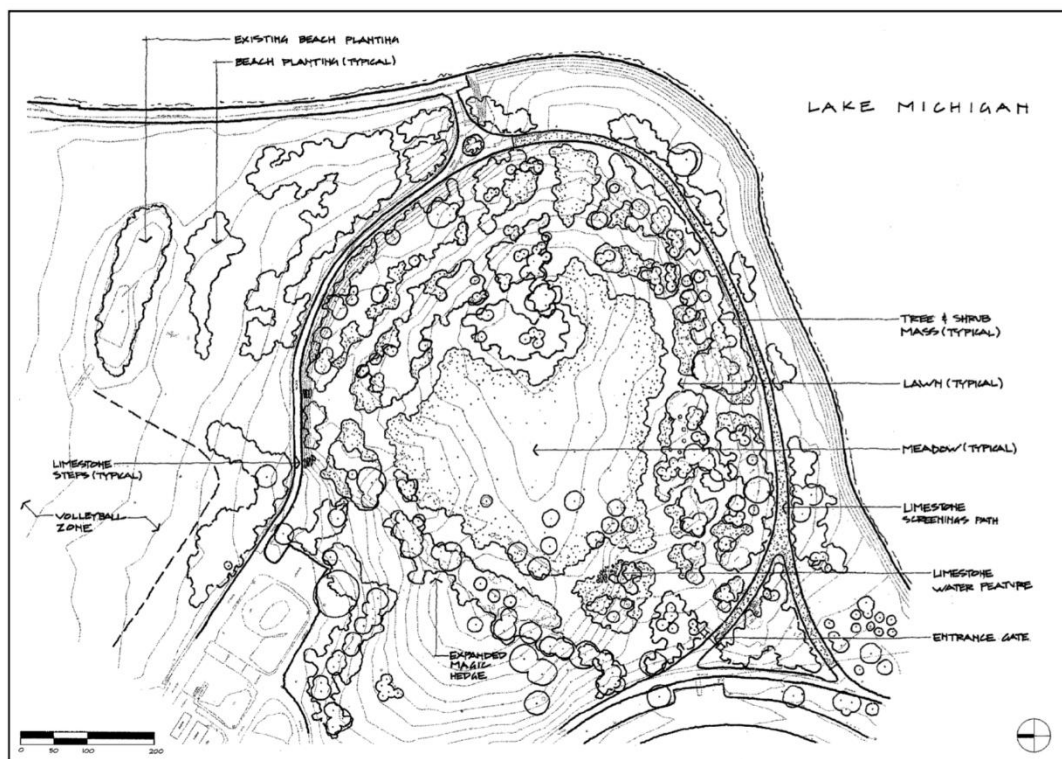 EXISTING BEACH PLANTING
BEACH PLANTING (TYPICAL)
LAKE MICHIGAN
TREE & SHRUB
MASS (TYPICAL)
LAWN (TYPICAL)
MEADOW (TYPICAL)
LIMESTONE
STEPS (TYPICAL)
VOLLEYBALL
ZONE
LIMESTONE
SCREENINGS PATH
LIMESTONE
WATER FEATURE
ENTRANCE GATE
EXPANDED
MAGIC
HEDGE
0 50 100 200